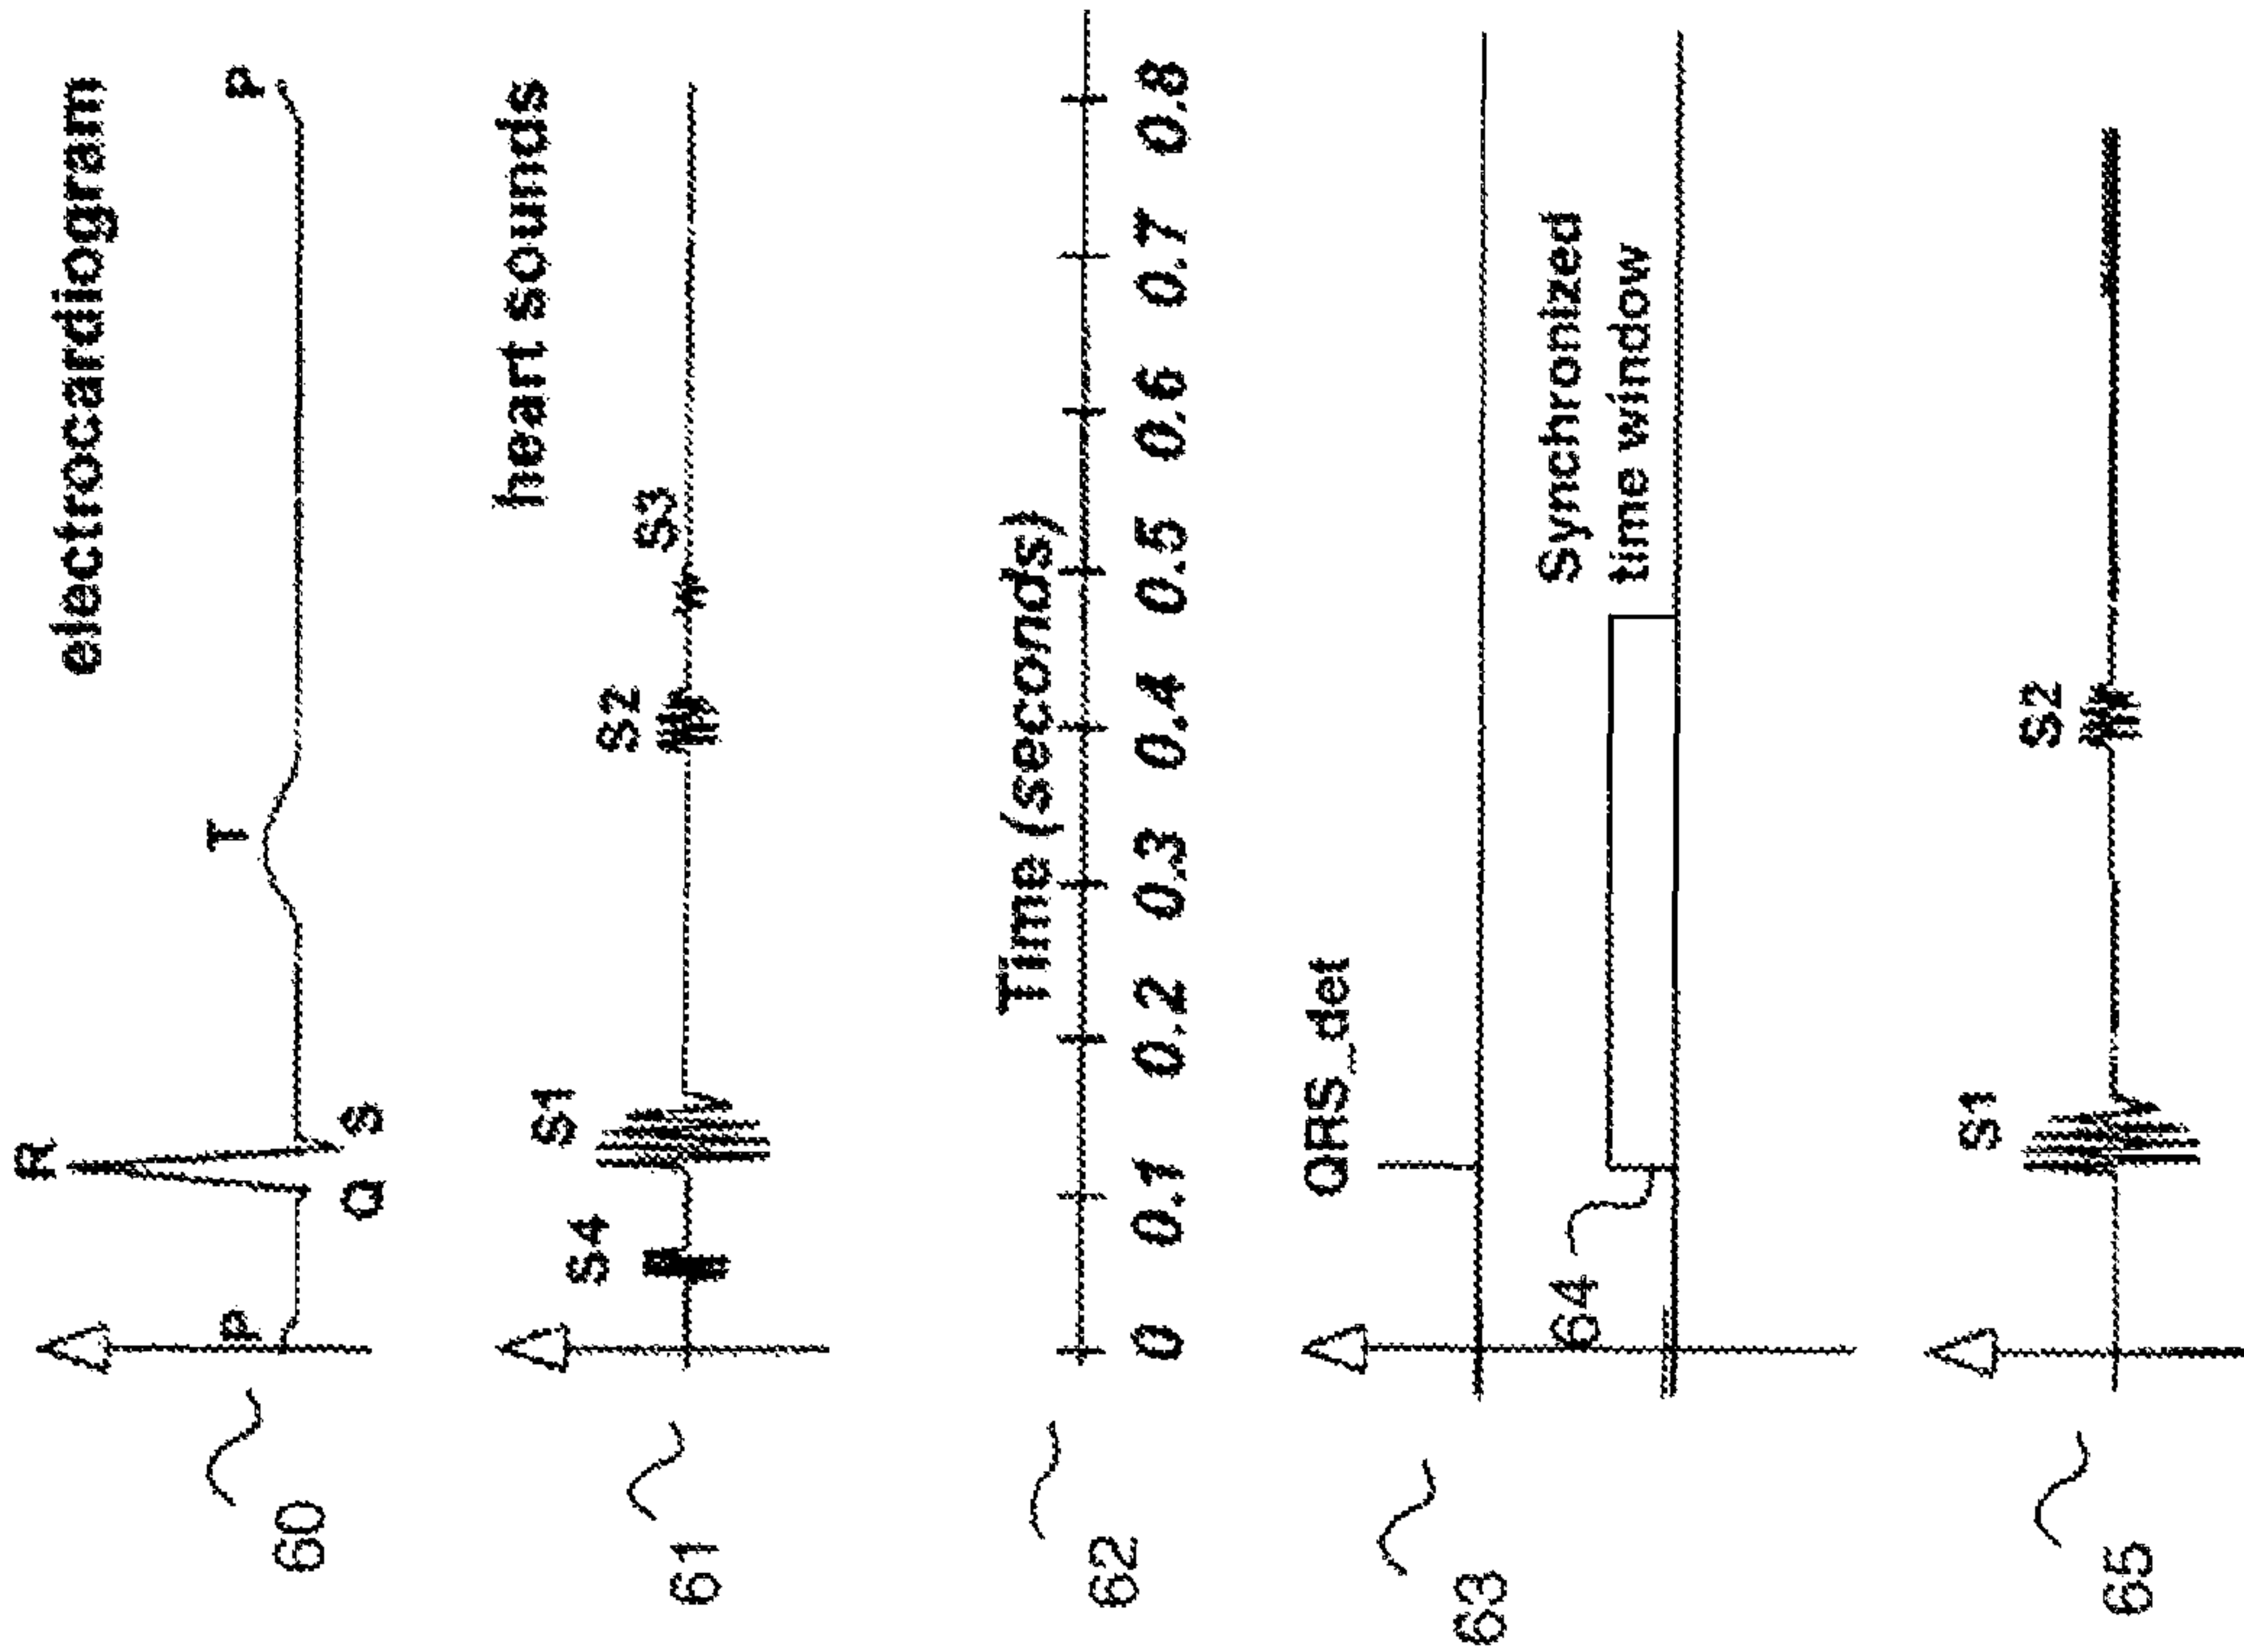 electrocardiogram
R
P
Q
S
T
P
60
heart sounds
S4
S1
S2
S3
61
Time (seconds)
0 0.1 0.2 0.3 0.4 0.5 0.6 0.7 0.8
62
QRS_det
63
Synchronized
time window
64
S1
S2
65